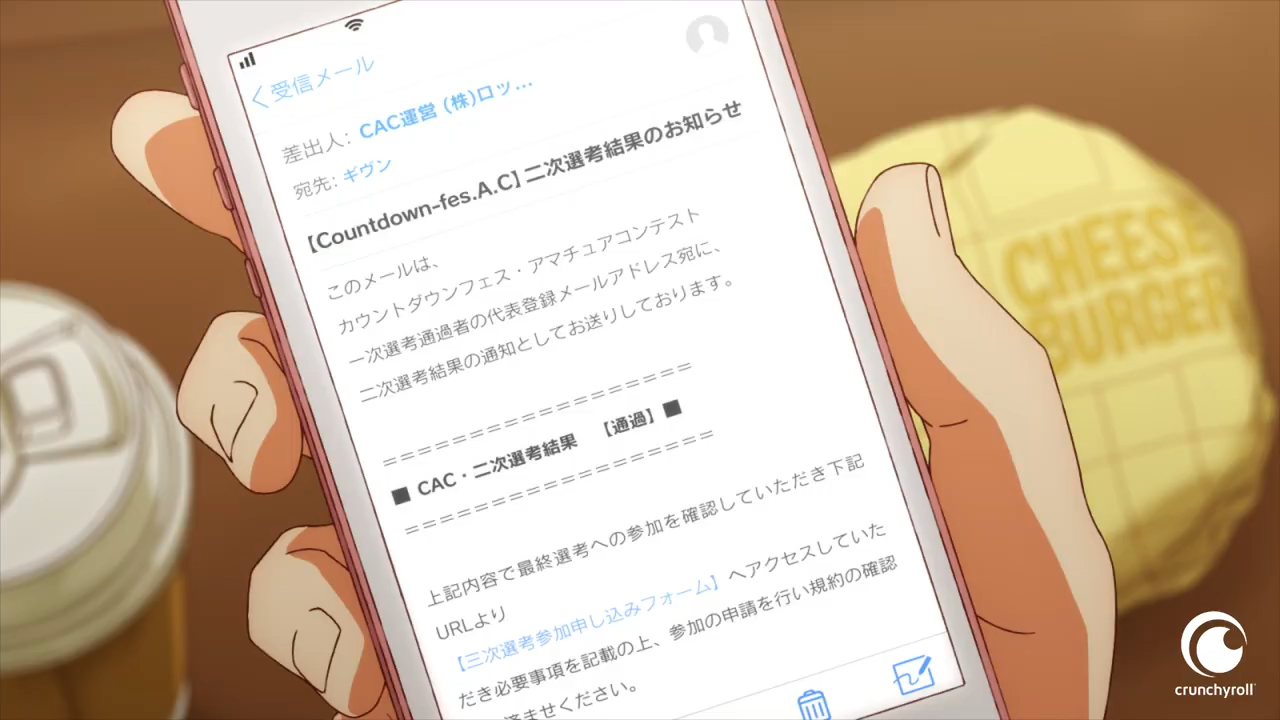 受信メール
差出人: CAC運営 (株)ロッ...
宛先: ギヴン
【Countdown-fes.A.C】二次選考結果のお知らせ
このメールは、
カウントダウンフェス・アマチュアコンテスト
一次選考通過者の代表登録メールアドレス宛に、
二次選考結果の通知としてお送りしております。
==================
■ CAC・二次選考結果 【通過】■
==================
上記内容で最終選考への参加を確認していただき下記
URLより
【三次選考参加申し込みフォーム】へアクセスしていた
だき必要事項を記載の上、参加の申請を行い規約の確認
済ませください。
CHEESE
BURGER
crunchyroll